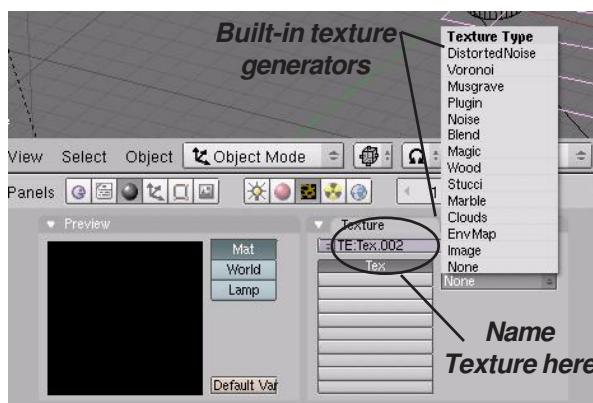 Built-in texture
generators
Texture Type
DistortedNoise
Voronoi
Musgrave
Plugin
Noise
Blend
Magic
Wood
Stucci
Marble
Clouds
EnvMap
Image
None
View Select Object Object Mode
Panels 1
Preview
Mat
World
Lamp
Default Var
Texture
TE:Tex.002
Tex
None
Name
Texture here